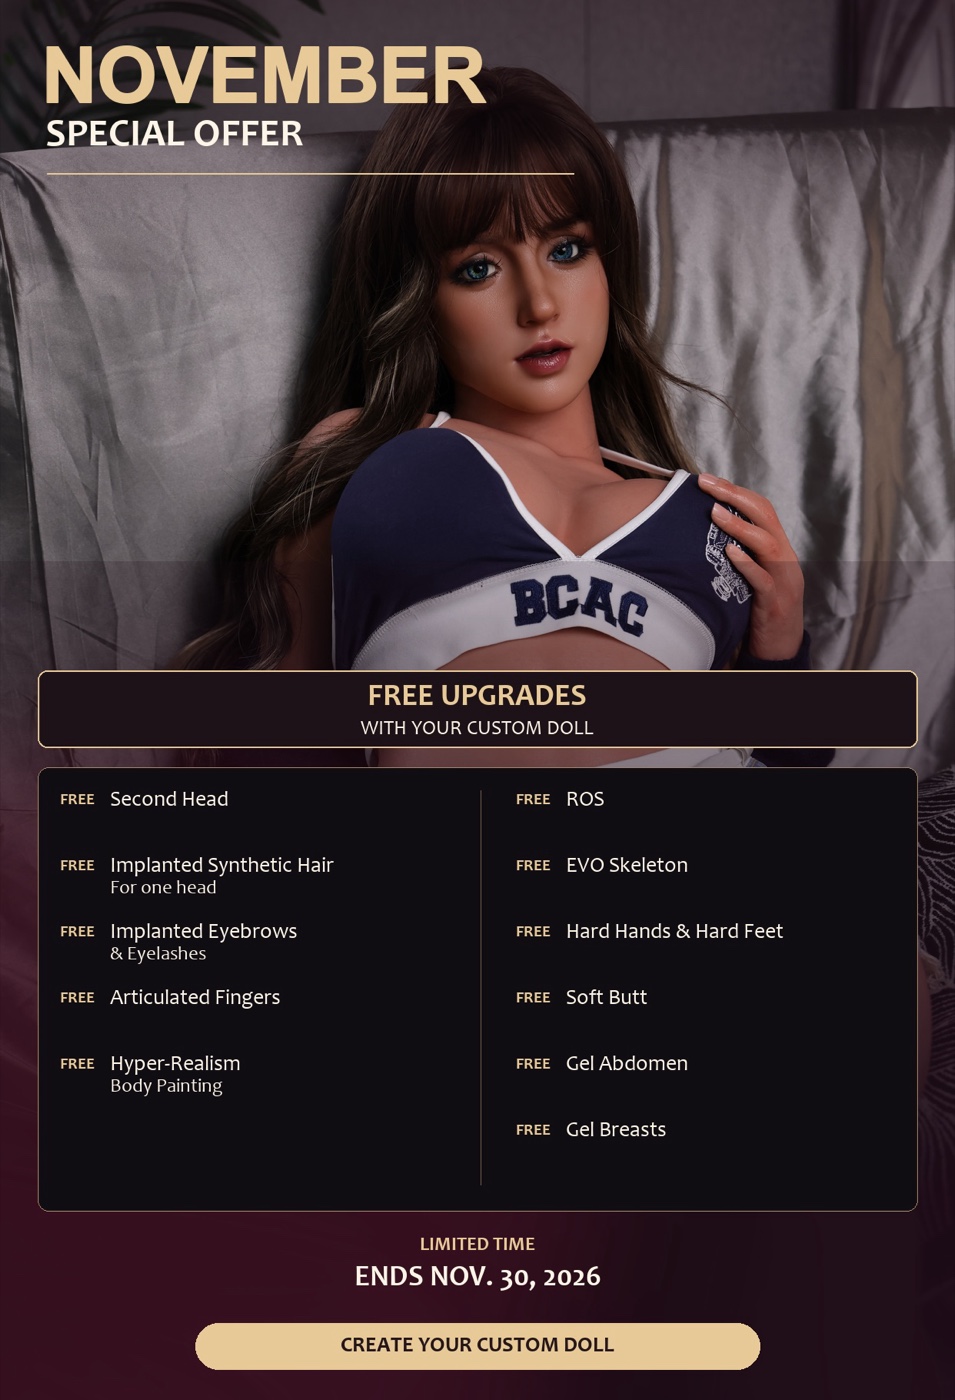 NOVEMBER
SPECIAL OFFER
BCAC
FREE UPGRADES
WITH YOUR CUSTOM DOLL
FREE Second Head
FREE Implanted Synthetic Hair
For one head
FREE Implanted Eyebrows
& Eyelashes
FREE Articulated Fingers
FREE Hyper-Realism
Body Painting
FREE ROS
FREE EVO Skeleton
FREE Hard Hands & Hard Feet
FREE Soft Butt
FREE Gel Abdomen
FREE Gel Breasts
LIMITED TIME
ENDS NOV. 30, 2026
CREATE YOUR CUSTOM DOLL